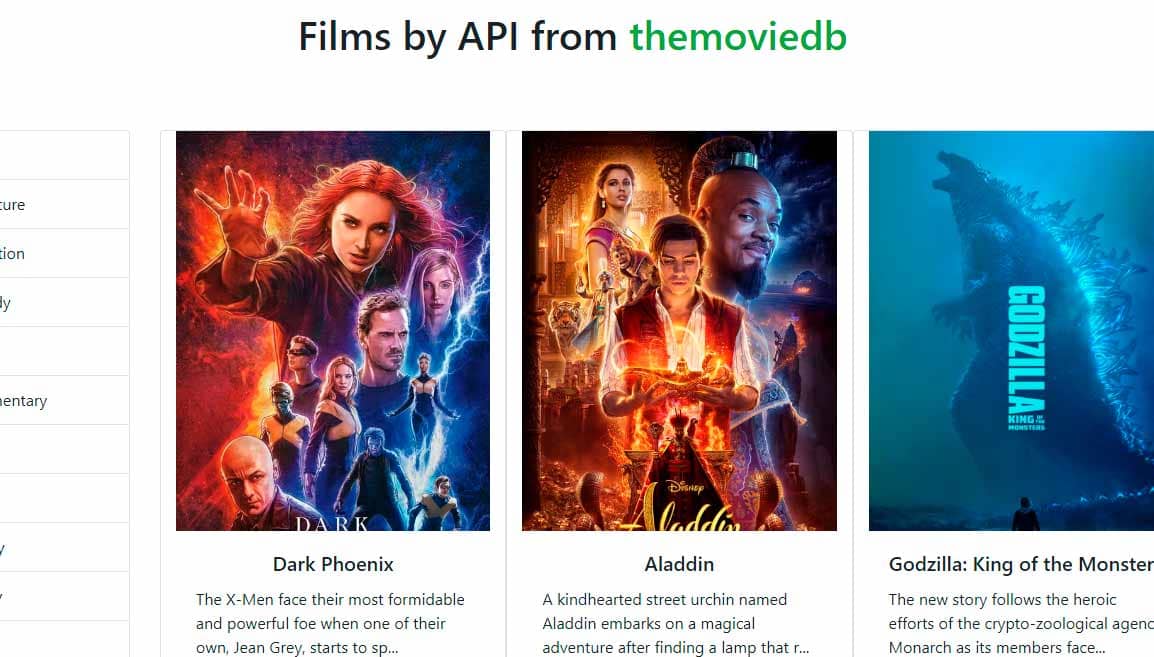 Films by API from themoviedb
ture
tion
dy
mentary
y
y
DARK
Dark Phoenix
The X-Men face their most formidable
and powerful foe when one of their
own, Jean Grey, starts to sp...
DISNEY
Aladdin
Aladdin
A kindhearted street urchin named
Aladdin embarks on a magical
adventure after finding a lamp that r...
GODZILLA
KING OF THE
MONSTERS
Godzilla: King of the Monster
The new story follows the heroic
efforts of the crypto-zoological agenc
Monarch as its members face...